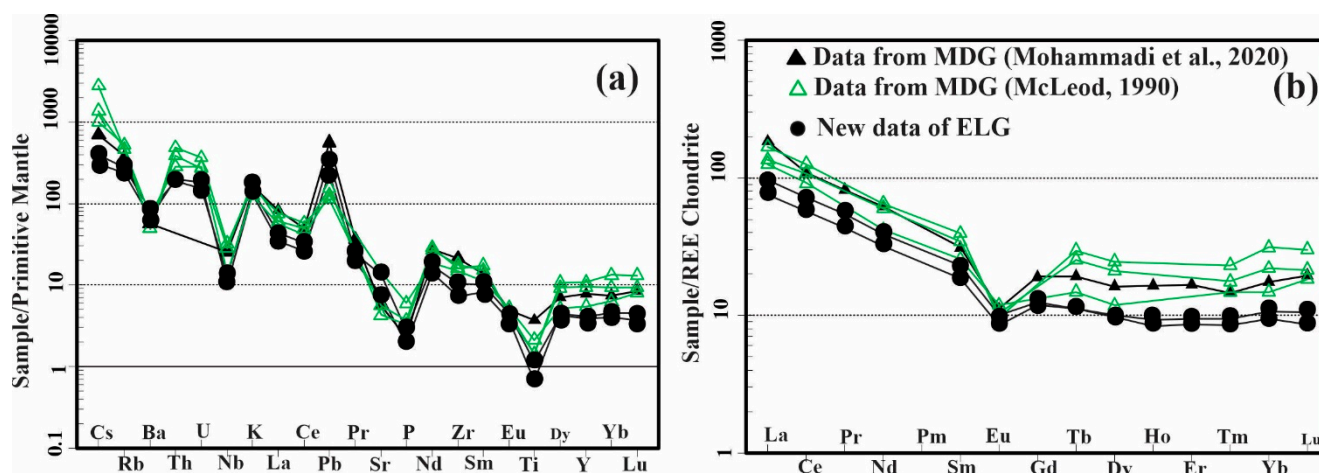 Sample/Primitive Mantle
10000
1000
100
10
1
0.1
(a)
Cs Ba U K Ce Pr P Zr Eu Dy Yb
Rb Th Nb La Pb Sr Nd Sm Ti Y Lu
Sample/REE Chondrite
1000
100
10
1
Data from MDG (Mohammadi et al., 2020)
Data from MDG (McLeod, 1990)
New data of ELG
(b)
La Pr Pm Eu Tb Ho Tm Lu
Ce Nd Sm Gd Dy Er Yb